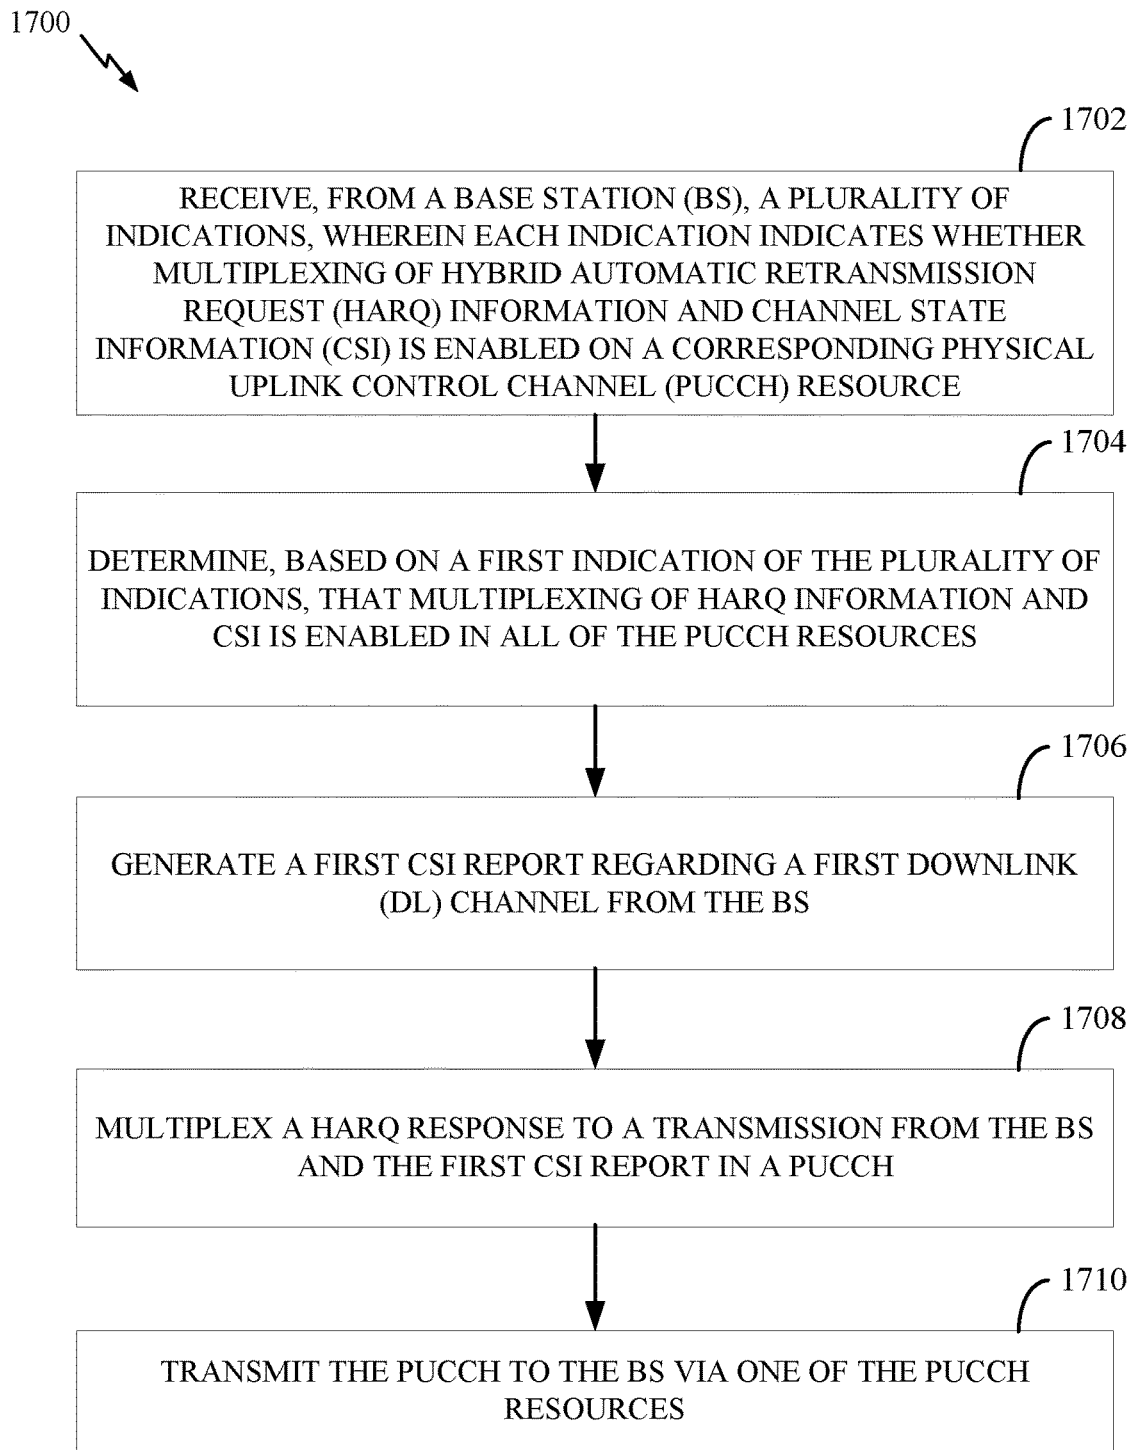 1700
1702
RECEIVE, FROM A BASE STATION (BS), A PLURALITY OF
INDICATIONS, WHEREIN EACH INDICATION INDICATES WHETHER
MULTIPLEXING OF HYBRID AUTOMATIC RETRANSMISSION
REQUEST (HARQ) INFORMATION AND CHANNEL STATE
INFORMATION (CSI) IS ENABLED ON A CORRESPONDING PHYSICAL
UPLINK CONTROL CHANNEL (PUCCH) RESOURCE
1704
DETERMINE, BASED ON A FIRST INDICATION OF THE PLURALITY OF
INDICATIONS, THAT MULTIPLEXING OF HARQ INFORMATION AND
CSI IS ENABLED IN ALL OF THE PUCCH RESOURCES
1706
GENERATE A FIRST CSI REPORT REGARDING A FIRST DOWNLINK
(DL) CHANNEL FROM THE BS
1708
MULTIPLEX A HARQ RESPONSE TO A TRANSMISSION FROM THE BS
AND THE FIRST CSI REPORT IN A PUCCH
1710
TRANSMIT THE PUCCH TO THE BS VIA ONE OF THE PUCCH
RESOURCES